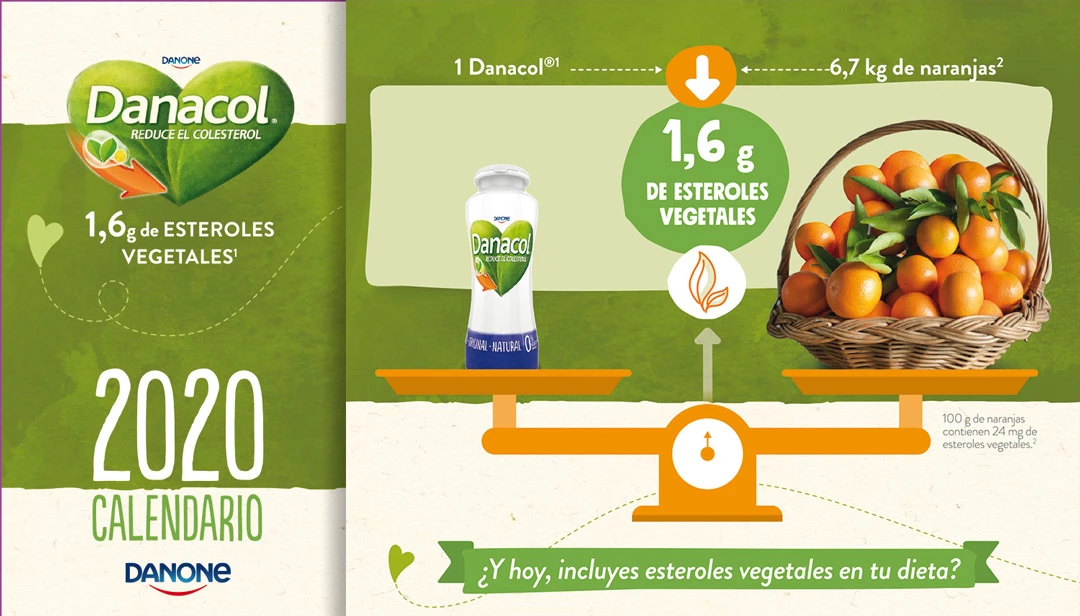 DANONE
Danacol®
REDUCE EL COLESTEROL
1,6g de ESTEROLES
VEGETALES¹
2020
CALENDARIO
DANONE
1 Danacol®¹
6,7 kg de naranjas²
1,6 g
DE ESTEROLES
VEGETALES
DANONE
Danacol
REDUCE EL COLESTEROL
ORIGINAL - NATURAL 0%
100 g de naranjas
contienen 24 mg de
esteroles vegetales.²
¿Y hoy, incluyes esteroles vegetales en tu dieta?